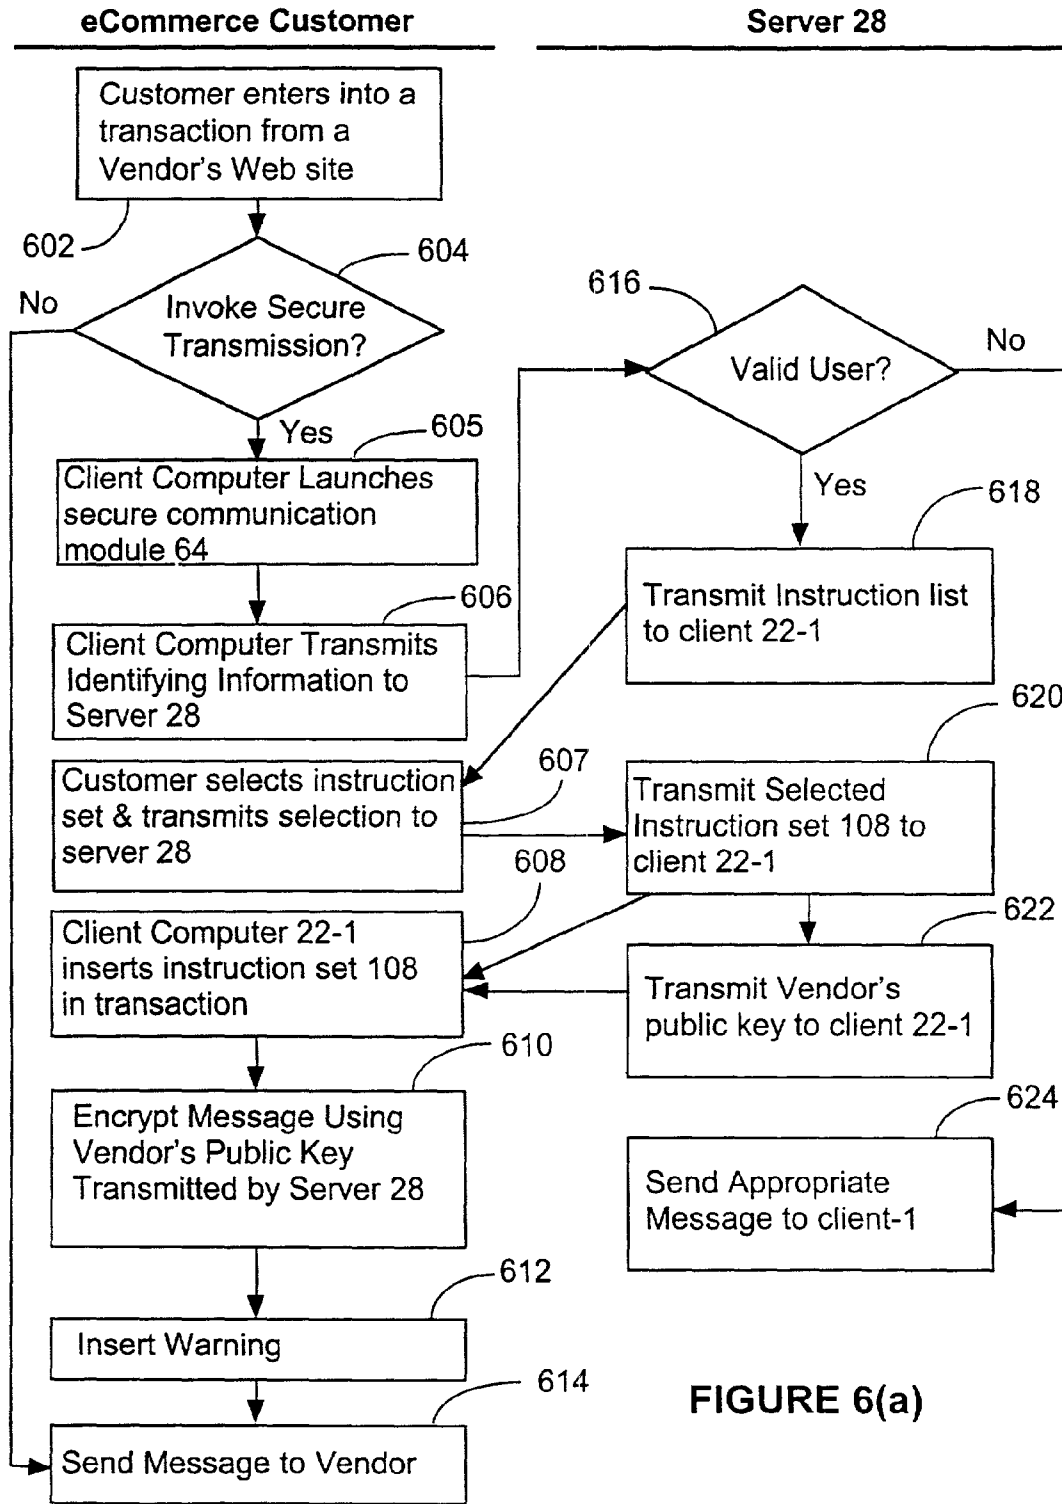 eCommerce Customer
Server 28
Customer enters into a
transaction from a
Vendor's Web site
602
604
No
Invoke Secure
Transmission?
Yes
605
Client Computer Launches
secure communication
module 64
606
Client Computer Transmits
Identifying Information to
Server 28
607
Customer selects instruction
set & transmits selection to
server 28
608
Client Computer 22-1
inserts instruction set 108
in transaction
610
Encrypt Message Using
Vendor's Public Key
Transmitted by Server 28
612
Insert Warning
614
Send Message to Vendor
616
Valid User?
No
Yes
618
Transmit Instruction list
to client 22-1
620
Transmit Selected
Instruction set 108 to
client 22-1
622
Transmit Vendor's
public key to client 22-1
624
Send Appropriate
Message to client-1
FIGURE 6(a)